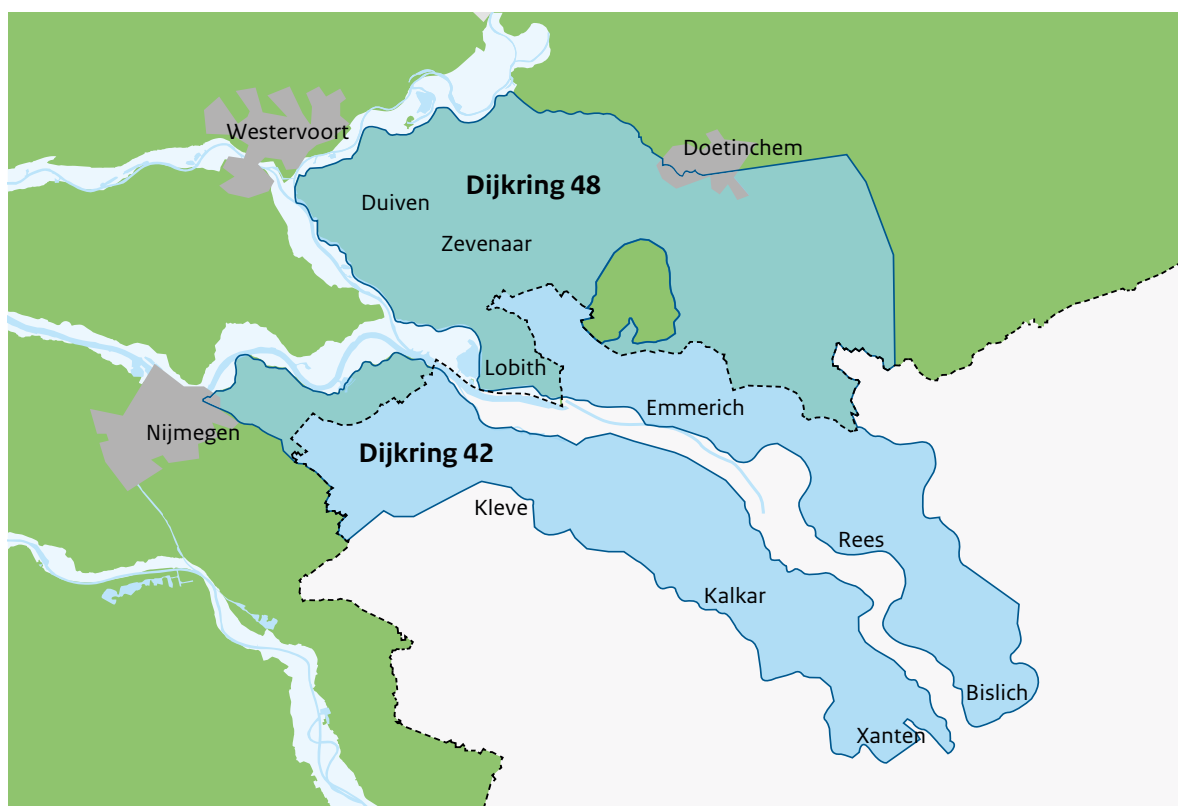 Westervoort
Doetinchem
Dijkring 48
Duiven
Zevenaar
Lobith
Emmerich
Nijmegen
Dijkring 42
Kleve
Rees
Kalkar
Bislich
Xanten